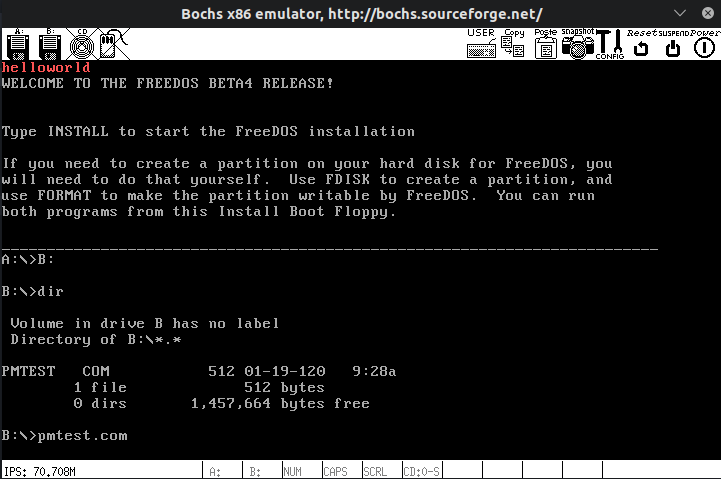 Bochs x86 emulator, http://bochs.sourceforge.net/
A: B: CD USER Copy Paste snapshot CONFIG Reset SUSPEND Power
helloworld
WELCOME TO THE FREEDOS BETA4 RELEASE!
Type INSTALL to start the FreeDOS installation
If you need to create a partition on your hard disk for FreeDOS, you
will need to do that yourself.  Use FDISK to create a partition, and
use FORMAT to make the partition writable by FreeDOS.  You can run
both programs from this Install Boot Floppy.
A:\>B:
B:\>dir
Volume in drive B has no label
Directory of B:\*.*
PMTEST   COM           512 01-19-120   9:28a
1 file              512 bytes
0 dirs       1,457,664 bytes free
B:\>pmtest.com
IPS: 70.708M A: B: NUM CAPS SCRL CD:0-S